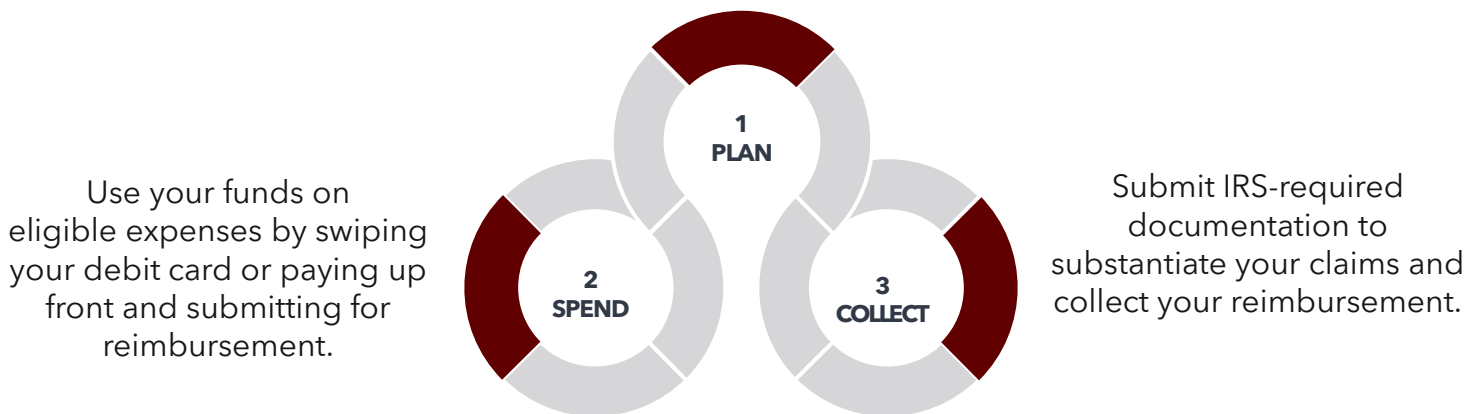 1
PLAN
Use your funds on
eligible expenses by swiping
your debit card or paying up
front and submitting for
reimbursement.
2
SPEND
3
COLLECT
Submit IRS-required
documentation to
substantiate your claims and
collect your reimbursement.